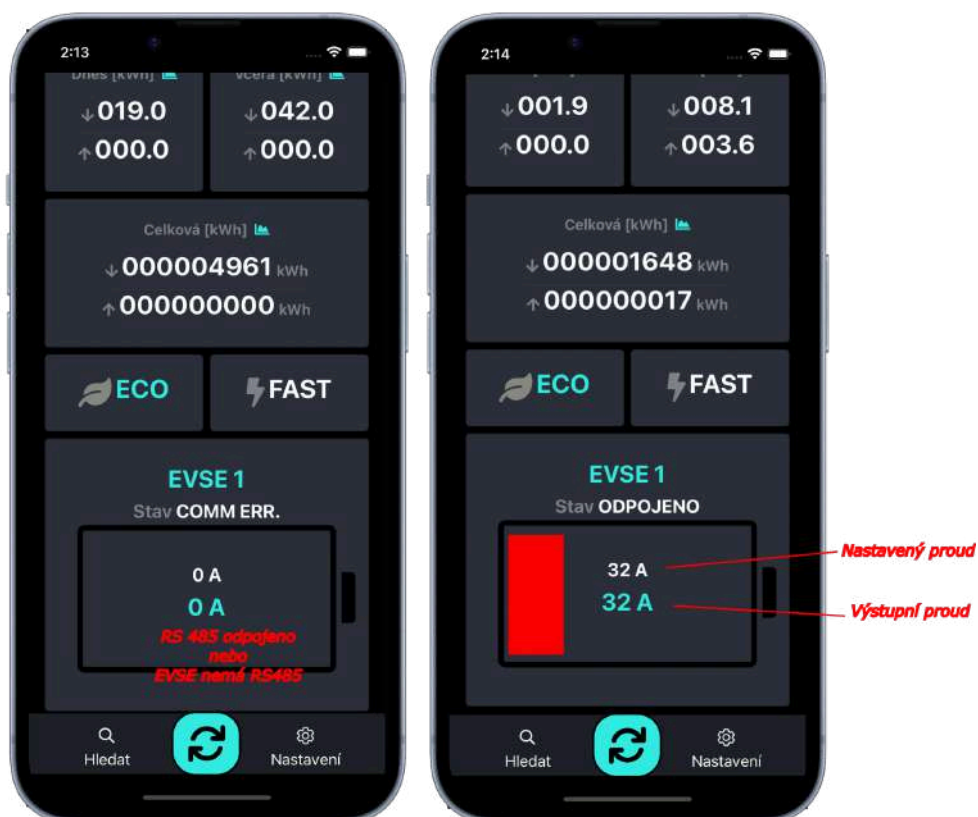 2:13
Dnes [kWh]
Včera [kWh]
↓019.0
↓042.0
↑000.0
↑000.0
Celková [kWh]
↓000004961 kWh
↑000000000 kWh
ECO
FAST
EVSE 1
Stav COMM ERR.
0 A
0 A
RS 485 odpojeno
nebo
EVSE nemá RS485
Hledat
Nastavení
2:14
↓001.9
↓008.1
↑000.0
↑003.6
Celková [kWh]
↓000001648 kWh
↑000000017 kWh
ECO
FAST
EVSE 1
Stav ODPOJENO
32 A
32 A
Nastavený proud
Výstupní proud
Hledat
Nastavení